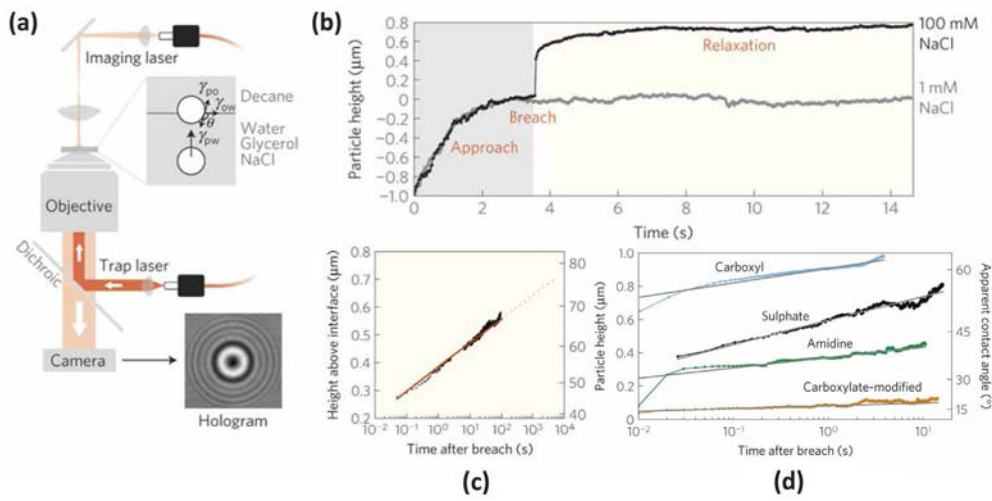 (a)
Imaging laser
γpo
γow
θ
γpw
Decane
Water
Glycerol
NaCl
Objective
Dichroic
Trap laser
Camera
Hologram
(b)
Particle height (μm)
0.8
0.6
0.4
0.2
0
−0.2
−0.4
−0.6
−0.8
−1.0
Approach
Breach
Relaxation
100 mM
NaCl
1 mM
NaCl
0 2 4 6 8 10 12 14
Time (s)
Height above interface (μm)
0.8
0.7
0.6
0.5
0.4
0.3
0.2
80
70
60
50
40
10⁻² 10⁻¹ 10⁰ 10¹ 10² 10³ 10⁴ 10⁵
Time after breach (s)
(c)
Particle height (μm)
1.0
0.8
0.6
0.4
0.2
0
Carboxyl
Sulphate
Amidine
Carboxylate-modified
60
45
30
15
Apparent contact angle (°)
10⁻² 10⁻¹ 10⁰ 10¹
Time after breach (s)
(d)